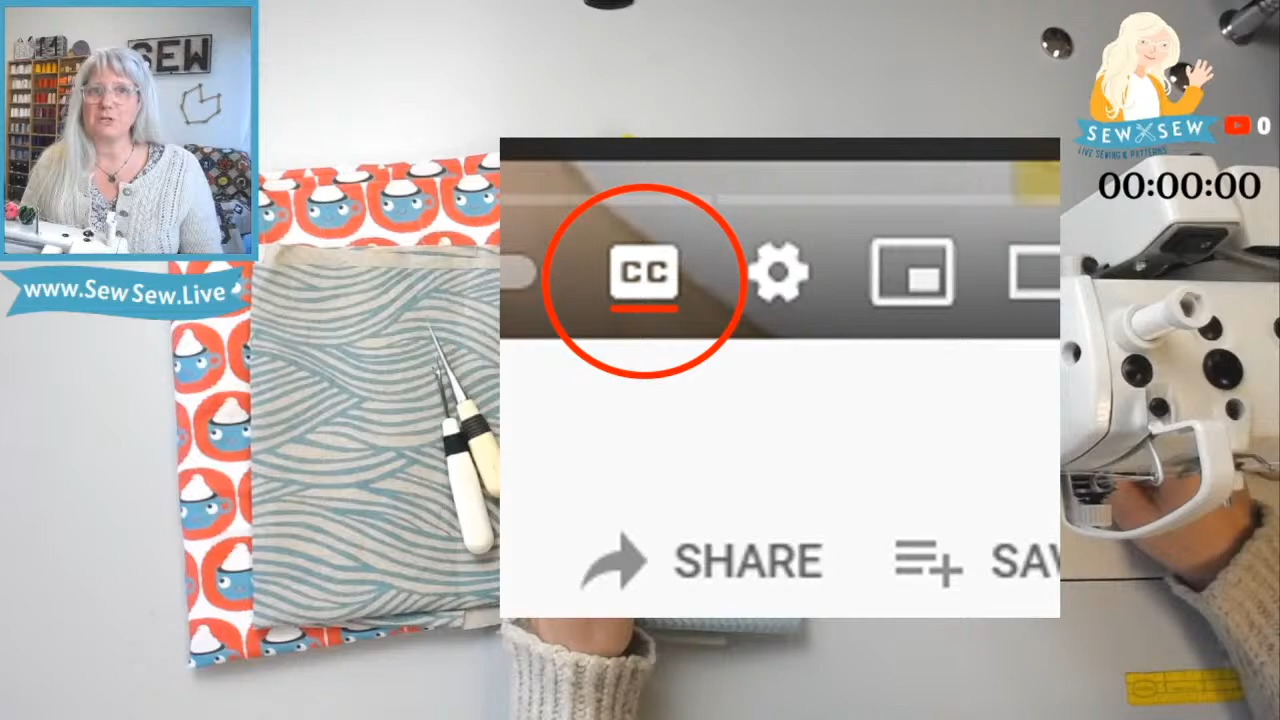 SEW
www.SewSew.Live
CC
SHARE
SAV
SEW SEW
LIVE SEWING & PATTERNS
0
00:00:00